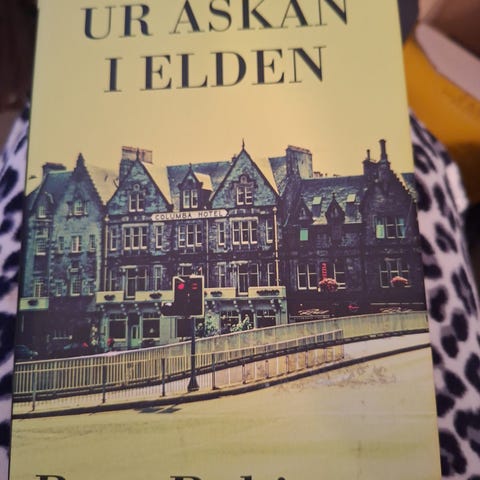 UR ASKAN
I ELDEN
COLUMBA HOTEL